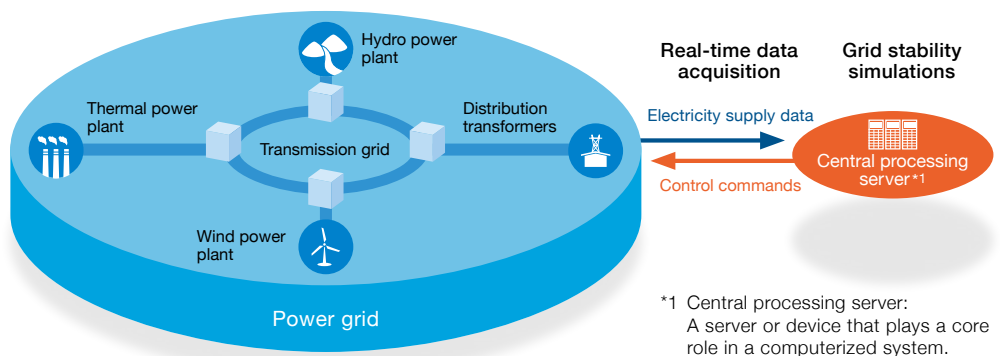 Hydro power
plant
Thermal power
plant
Distribution
transformers
Transmission grid
Wind power
plant
Power grid
Real-time data
acquisition
Grid stability
simulations
Electricity supply data
Control commands
Central processing
server*1
*1 Central processing server:
A server or device that plays a core
role in a computerized system.